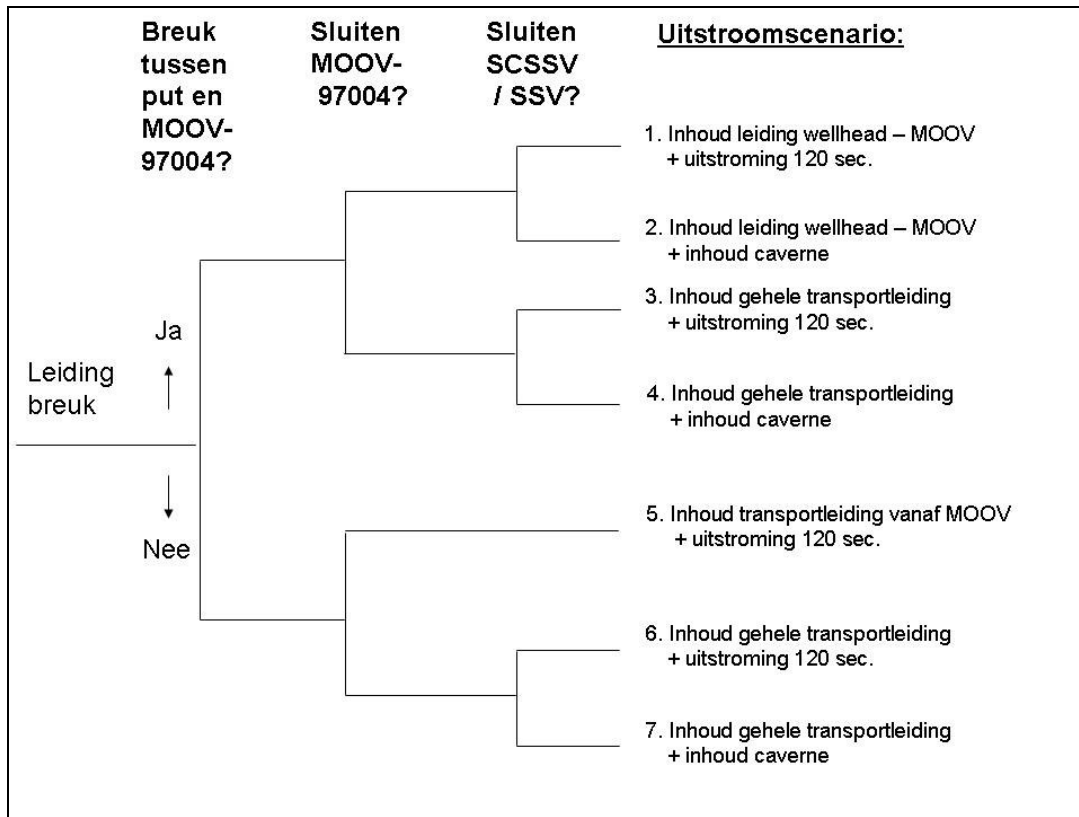 Breuk
tussen
put en
MOOV-
97004?
Sluiten
MOOV-
97004?
Sluiten
SCSSV
/ SSV?
Uitstroomscenario:
1. Inhoud leiding wellhead – MOOV
+ uitstroming 120 sec.
2. Inhoud leiding wellhead – MOOV
+ inhoud caverne
3. Inhoud gehele transportleiding
+ uitstroming 120 sec.
Ja
Leiding
breuk
4. Inhoud gehele transportleiding
+ inhoud caverne
Nee
5. Inhoud transportleiding vanaf MOOV
+ uitstroming 120 sec.
6. Inhoud gehele transportleiding
+ uitstroming 120 sec.
7. Inhoud gehele transportleiding
+ inhoud caverne